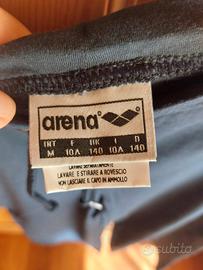 arena
INT F UK I D
M 10A 140 10A 140
LAVARE SEPARATAMENTE
LAVARE E STIRARE A ROVESCIO
NON LASCIARE IL CAPO IN AMMOLLO
subito